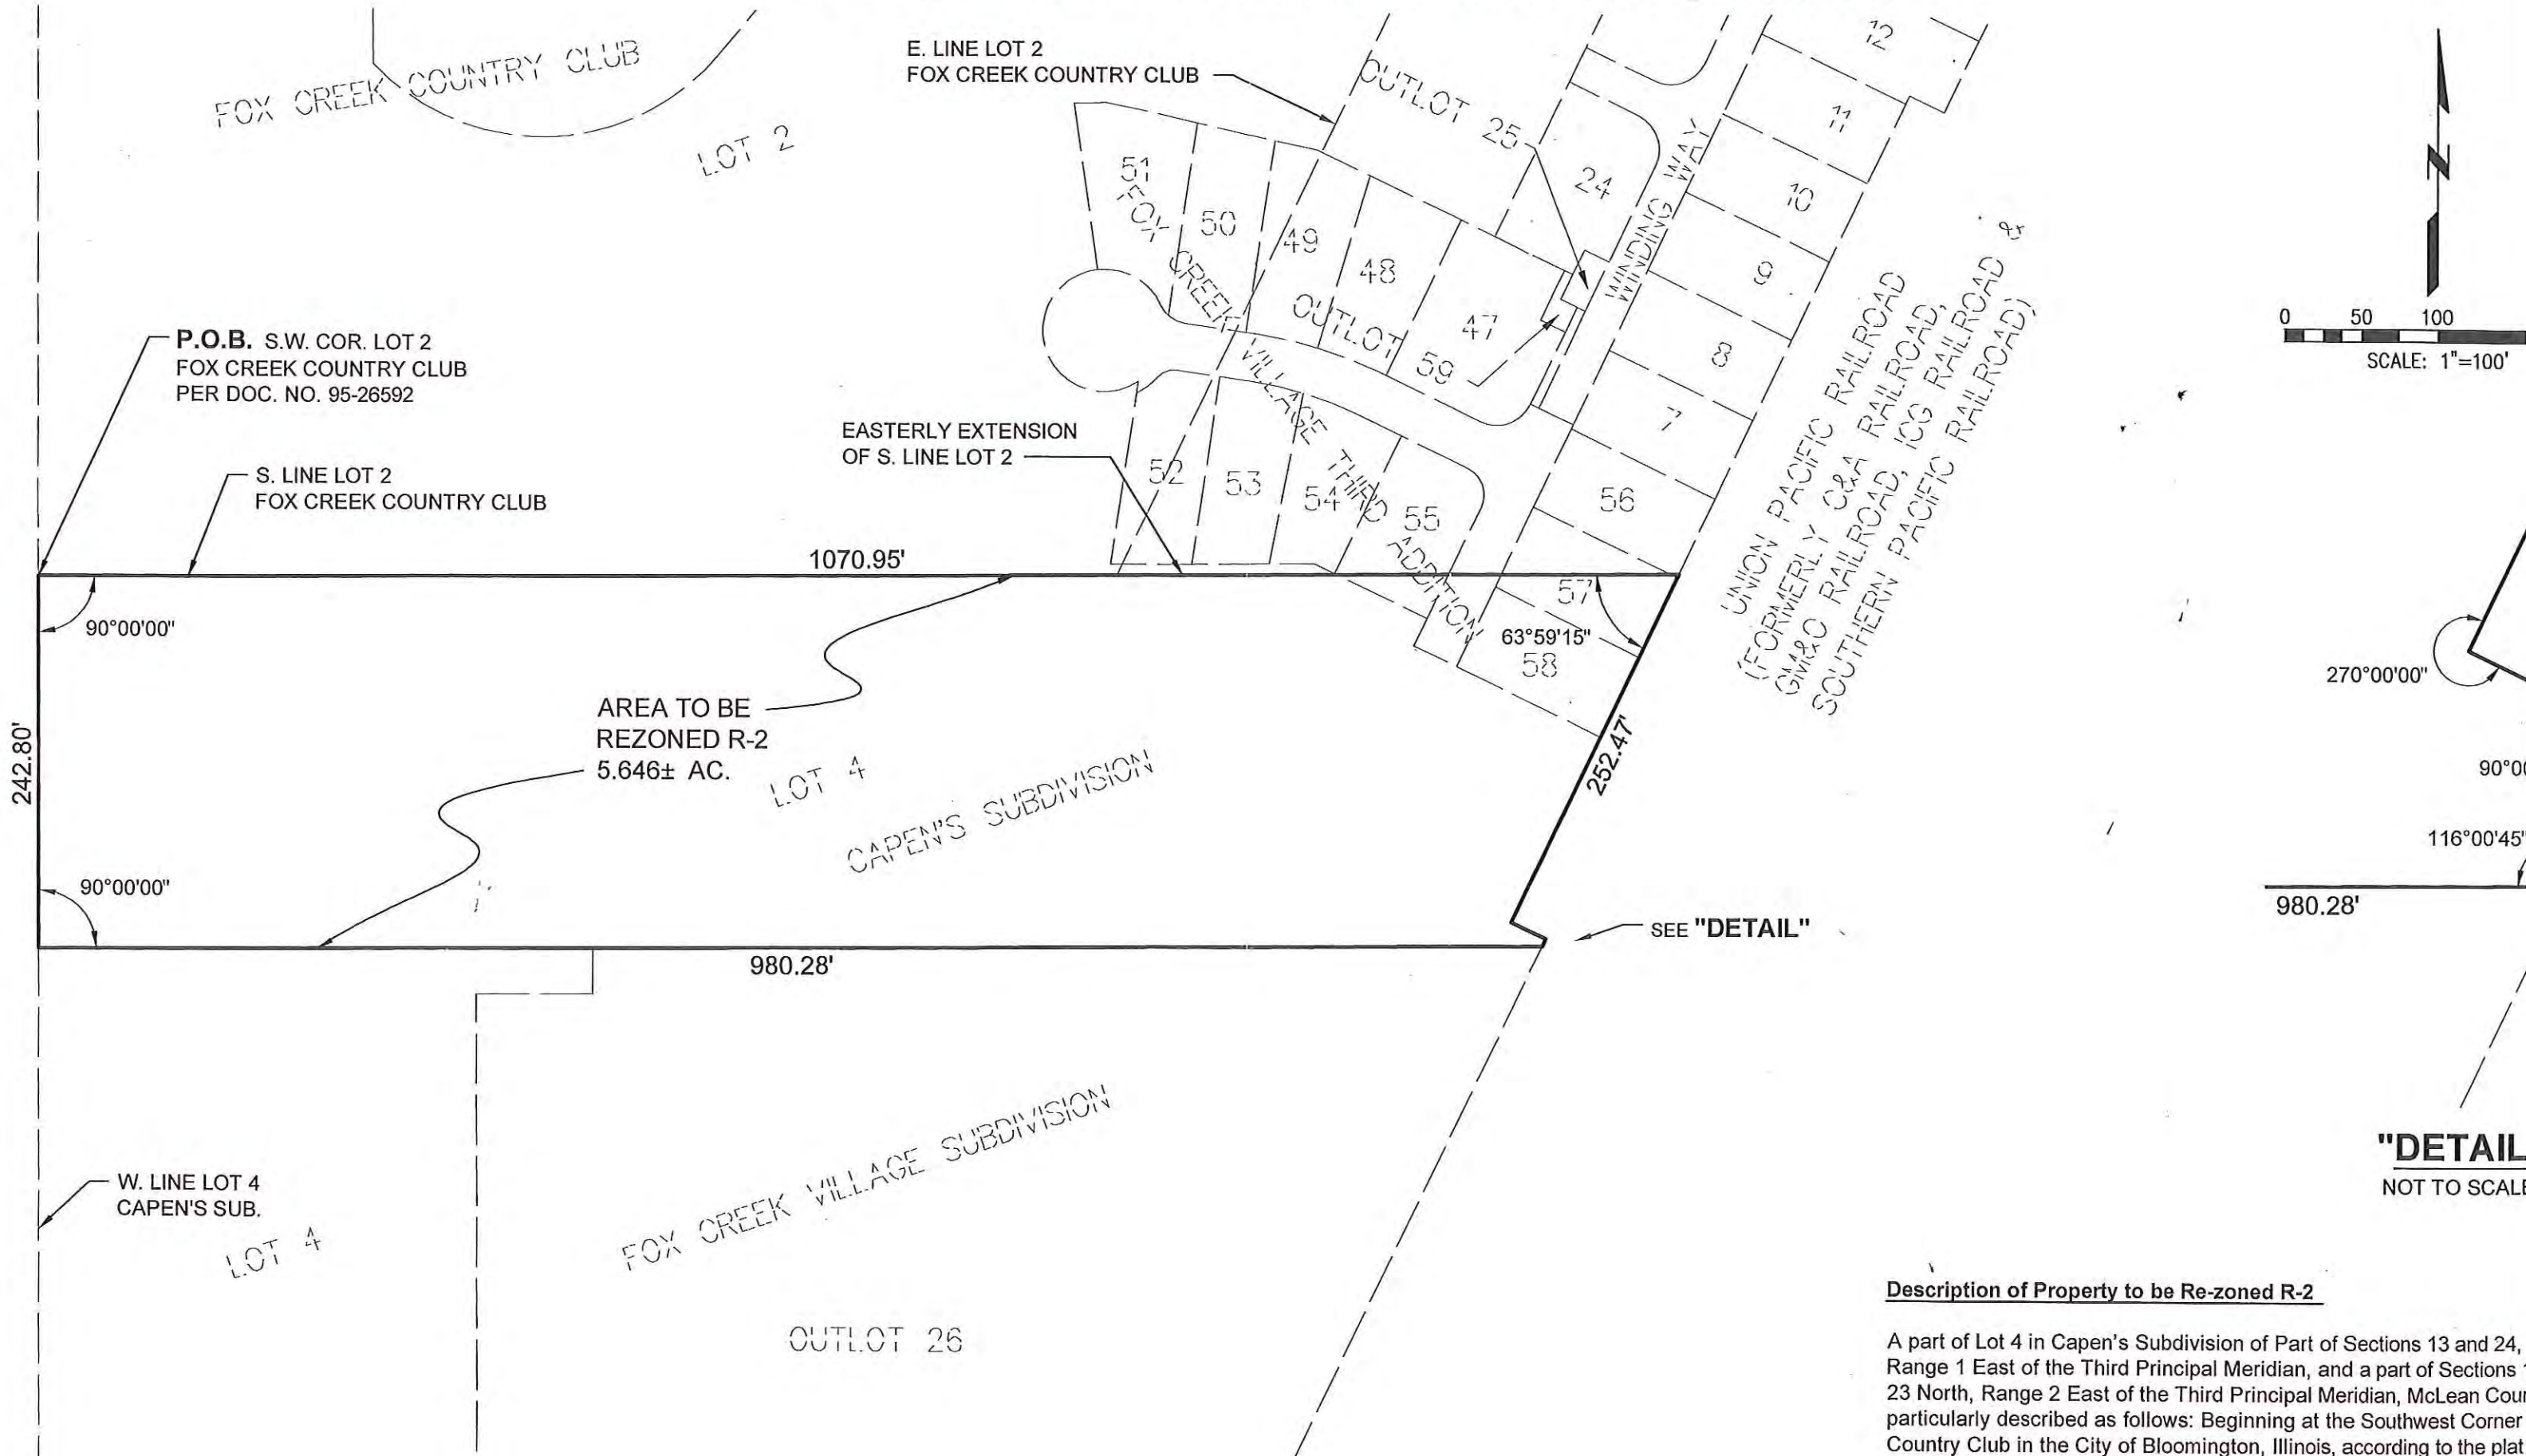 FOX CREEK COUNTRY CLUB
LOT 2
E. LINE LOT 2
FOX CREEK COUNTRY CLUB
OUTLOT 25
12
11
10
9
8
7
24
WINDING WAY
51
50
49
48
47
OUTLOT
59
FOX CREEK VILLAGE THIRD ADDITION
52
53
54
55
56
57
58
UNION PACIFIC RAILROAD
(FORMERLY C&A RAILROAD,
GM&O RAILROAD, ICG RAILROAD &
SOUTHERN PACIFIC RAILROAD)
N
0 50 100
SCALE: 1"=100'
P.O.B. S.W. COR. LOT 2
FOX CREEK COUNTRY CLUB
PER DOC. NO. 95-26592
S. LINE LOT 2
FOX CREEK COUNTRY CLUB
EASTERLY EXTENSION
OF S. LINE LOT 2
1070.95'
90°00'00"
63°59'15"
242.80'
AREA TO BE
REZONED R-2
5.646± AC.
LOT 4
CAPEN'S SUBDIVISION
252.47'
90°00'00"
980.28'
SEE "DETAIL"
270°00'00"
90°00
116°00'45"
980.28'
"DETAIL
NOT TO SCALE
W. LINE LOT 4
CAPEN'S SUB.
LOT 4
FOX CREEK VILLAGE SUBDIVISION
OUTLOT 26
Description of Property to be Re-zoned R-2
A part of Lot 4 in Capen's Subdivision of Part of Sections 13 and 24,
Range 1 East of the Third Principal Meridian, and a part of Sections
23 North, Range 2 East of the Third Principal Meridian, McLean
particularly described as follows: Beginning at the Southwest Corner
Country Club in the City of Bloomington, Illinois, according to the plat